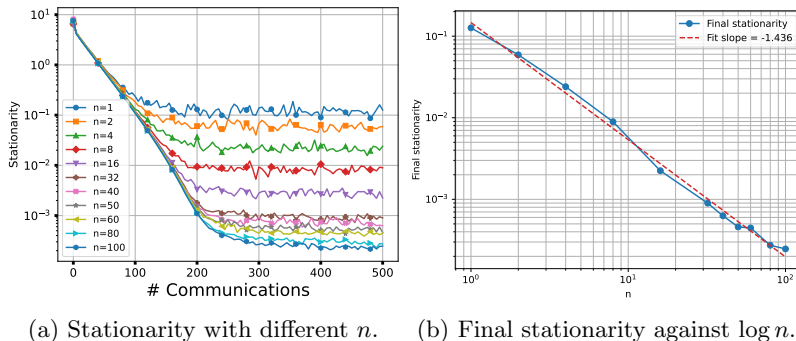 10¹
10⁰
10⁻¹
10⁻²
10⁻³
Stationarity
n=1
n=2
n=4
n=8
n=16
n=32
n=40
n=50
n=60
n=80
n=100
0 100 200 300 400 500
# Communications
(a) Stationarity with different n.
Final stationarity
Fit slope = -1.436
10⁻¹
10⁻²
10⁻³
Final stationarity
10⁰ 10¹ 10²
n
(b) Final stationarity against log n.